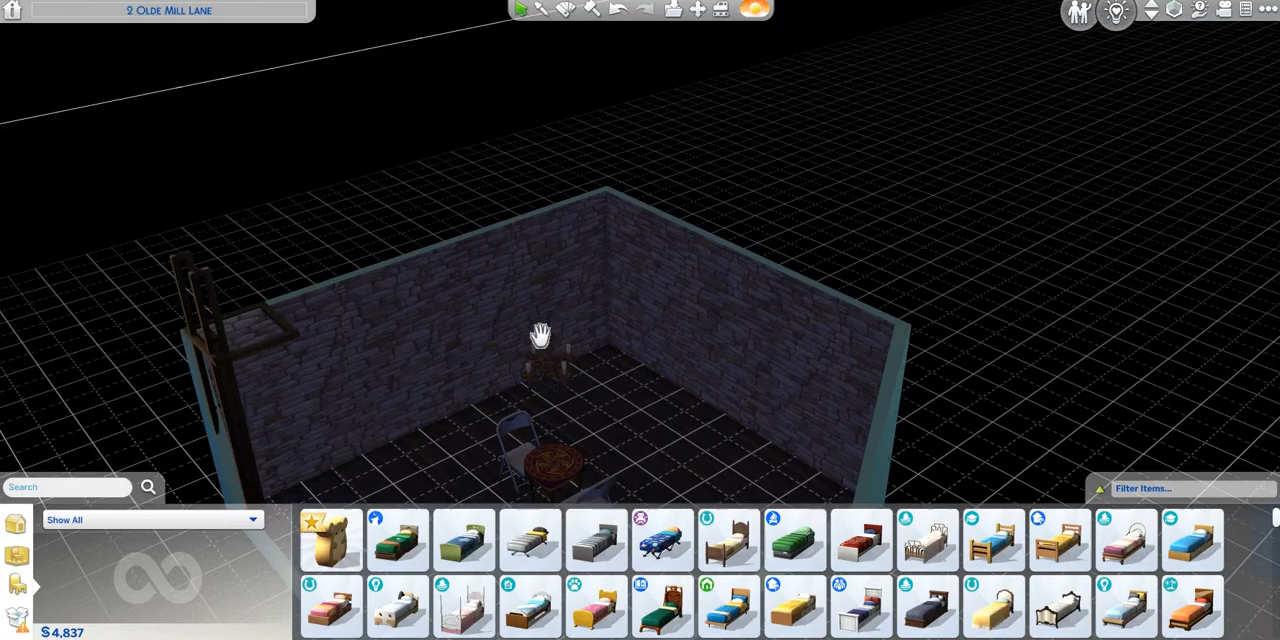 2 OLDE MILL LANE
Search
Filter Items...
Show All
§4,837